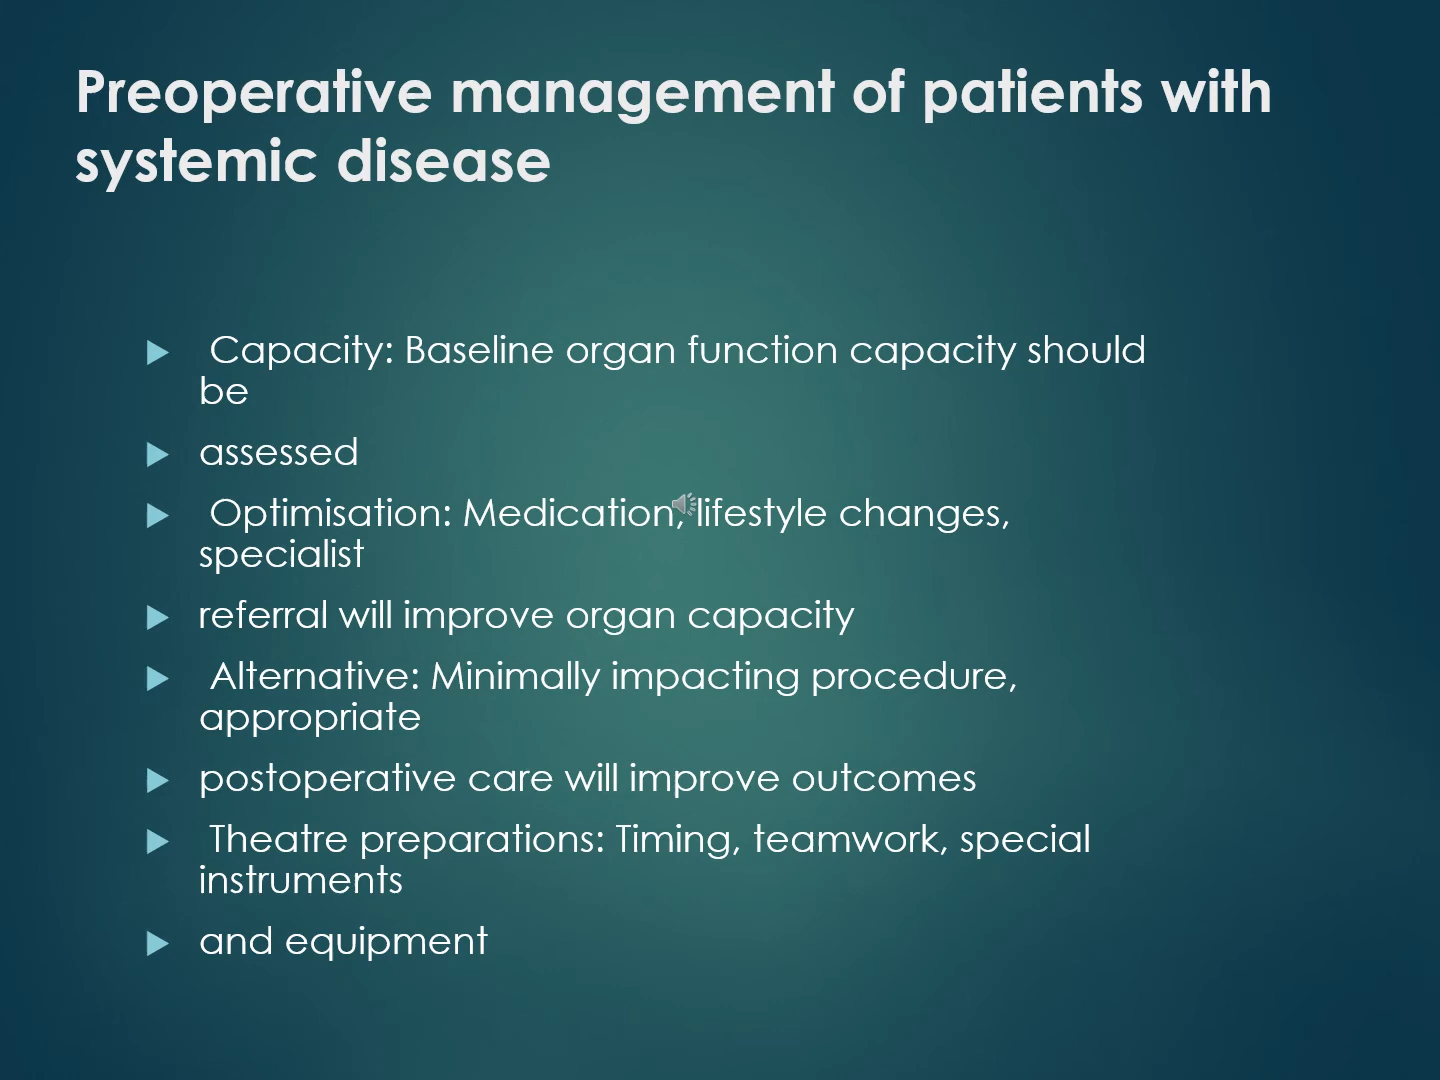 Preoperative management of patients with
systemic disease
Capacity: Baseline organ function capacity should
be
assessed
Optimisation: Medication, lifestyle changes,
specialist
referral will improve organ capacity
Alternative: Minimally impacting procedure,
appropriate
postoperative care will improve outcomes
Theatre preparations: Timing, teamwork, special
instruments
and equipment